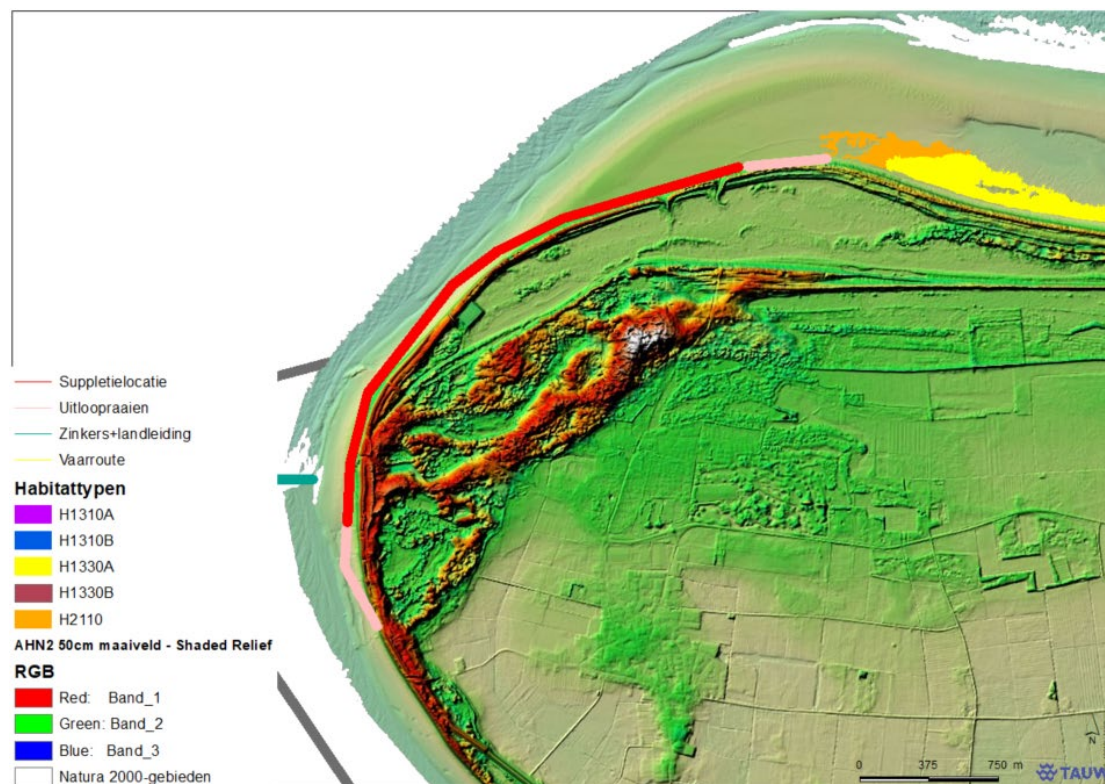 Suppletielocatie
Uitloopraaien
Zinkers+landleiding
Vaarroute
Habitattypen
H1310A
H1310B
H1330A
H1330B
H2110
AHN2 50cm maaiveld - Shaded Relief
RGB
Red: Band_1
Green: Band_2
Blue: Band_3
Natura 2000-gebieden
N
0 375 750 m
TAUW